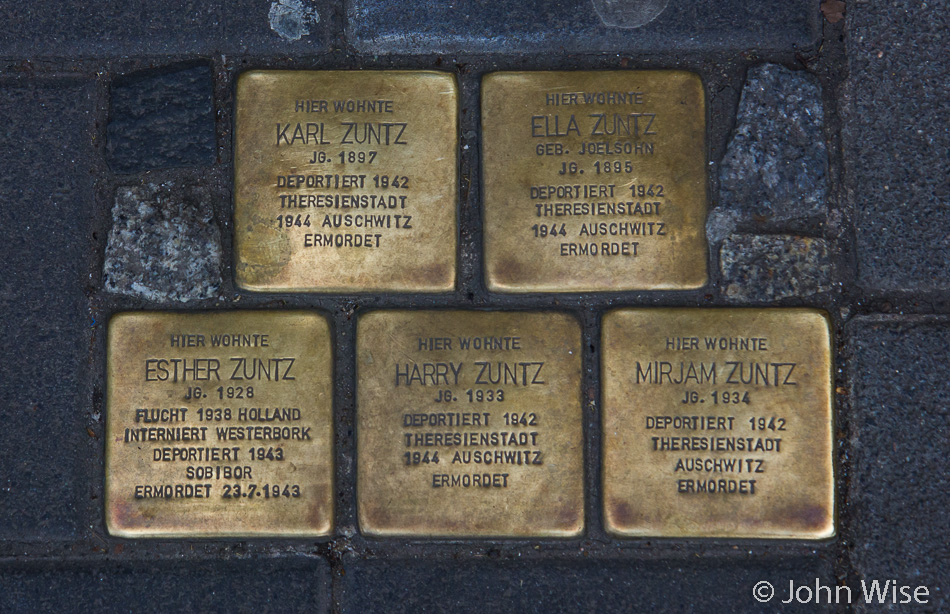 HIER WOHNTE
KARL ZUNTZ
JG. 1897
DEPORTIERT 1942
THERESIENSTADT
1944 AUSCHWITZ
ERMORDET
HIER WOHNTE
ELLA ZUNTZ
GEB. JOELSOHN
JG. 1895
DEPORTIERT 1942
THERESIENSTADT
1944 AUSCHWITZ
ERMORDET
HIER WOHNTE
ESTHER ZUNTZ
JG. 1928
FLUCHT 1938 HOLLAND
INTERNIERT WESTERBORK
DEPORTIERT 1943
SOBIBOR
ERMORDET 23.7.1943
HIER WOHNTE
HARRY ZUNTZ
JG. 1933
DEPORTIERT 1942
THERESIENSTADT
1944 AUSCHWITZ
ERMORDET
HIER WOHNTE
MIRJAM ZUNTZ
JG. 1934
DEPORTIERT 1942
THERESIENSTADT
AUSCHWITZ
ERMORDET
© John Wise